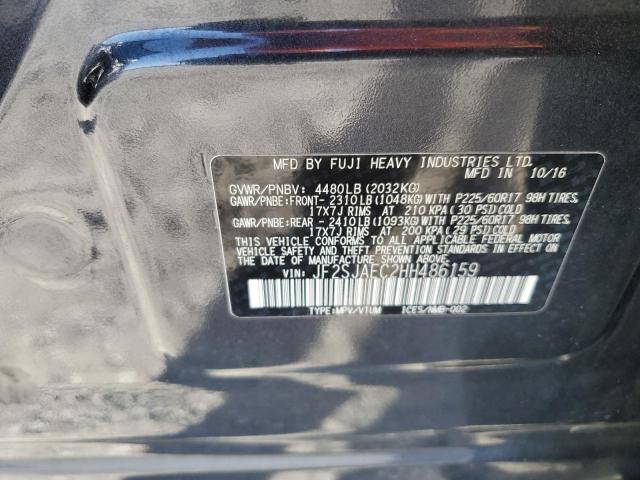 MFD BY FUJI HEAVY INDUSTRIES LTD.
MFD IN 10/16
GVWR/PNBV: 4480LB(2032KG)
GAWR/PNBE:FRONT- 2310LB(1048KG)WITH P225/60R17 98H TIRES,
17X7J RIMS AT 210 KPA(30 PSI)COLD
GAWR/PNBE:REAR - 2410LB(1093KG)WITH P225/60R17 98H TIRES,
17X7J RIMS AT 200 KPA(29 PSI)COLD
THIS VEHICLE CONFORMS TO ALL APPLICABLE FEDERAL MOTOR
VEHICLE SAFETY AND THEFT PREVENTION STANDARDS IN EFFECT ON
THE DATE OF MANUFACTURE SHOWN ABOVE.
VIN: JF2SJAEC2HH486159
TYPE:MPV/VTUM ICES/NMB-002